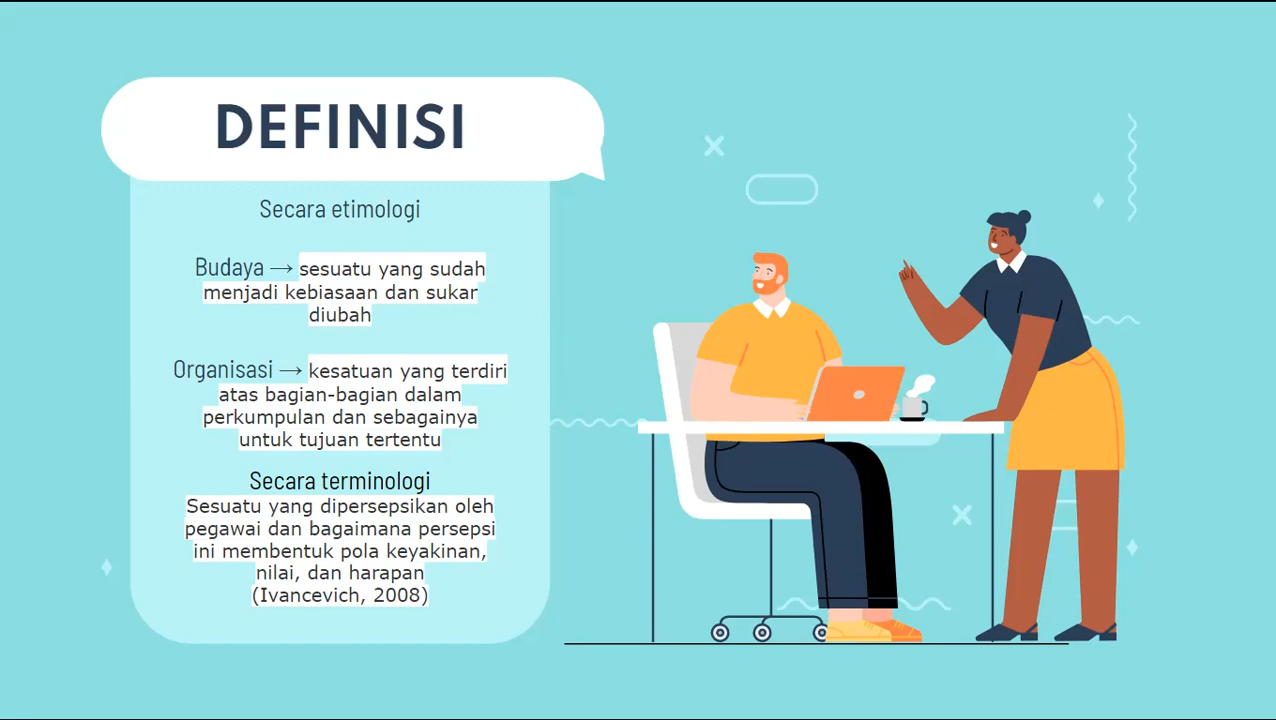 DEFINISI
Secara etimologi
Budaya → sesuatu yang sudah
menjadi kebiasaan dan sukar
diubah
Organisasi → kesatuan yang terdiri
atas bagian-bagian dalam
perkumpulan dan sebagainya
untuk tujuan tertentu
Secara terminologi
Sesuatu yang dipersepsikan oleh
pegawai dan bagaimana persepsi
ini membentuk pola keyakinan,
nilai, dan harapan
(Ivancevich, 2008)